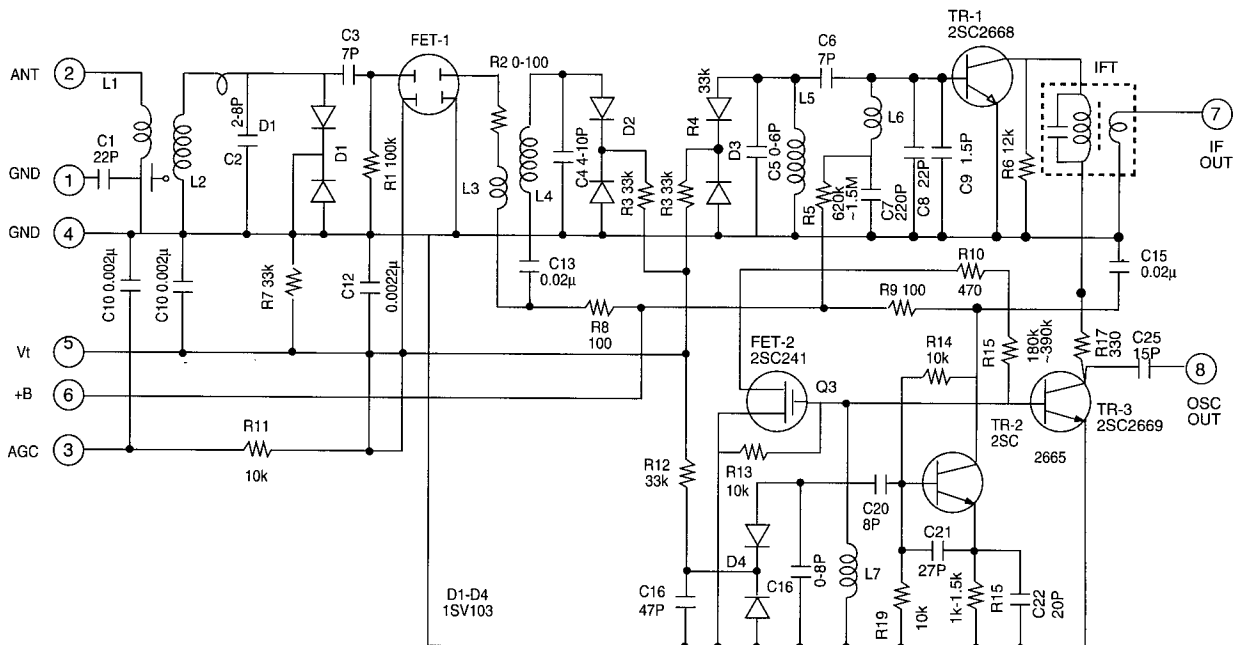 TR-1
2SC2668
C3
7P
FET-1
C6
7P
IFT
ANT
2
L1
R2 0-100
33k
L5
L6
7
IF
OUT
C1
22P
2-8P
D1
C2
D1
R1 100k
L3
L4
C4 4-10P
D2
R3 33k
R3 33k
R4
D3
C5 0-6P
R5
620k
~1.5M
C7
220P
C8 22P
C9 1.5P
R6 12k
GND
1
L2
GND
4
C10 0.002µ
C10 0.002µ
R7 33k
C12
0.0022µ
C13
0.02µ
R10
470
C15
0.02µ
R8
100
R9 100
Vt
5
FET-2
2SC241
R14
10k
R15
180k
~390k
R17
330
C25
15P
8
OSC
OUT
+B
6
Q3
TR-2
2SC
2665
TR-3
2SC2669
AGC
3
R11
10k
R12
33k
R13
10k
C20
8P
C21
27P
D4
C16
0-8P
L7
C16
47P
R19
10k
1k-1.5k
R15
C22
20P
D1-D4
1SV103